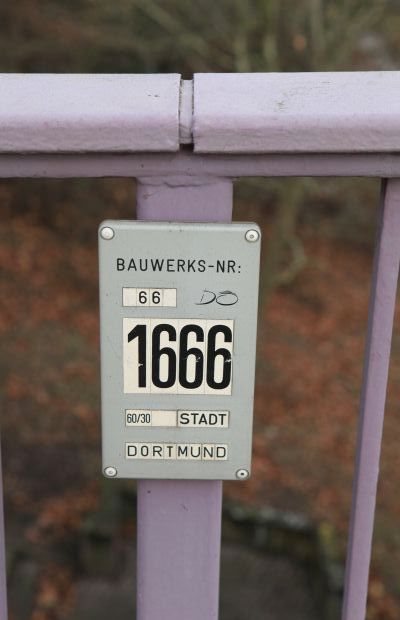 BAUWERKS-NR:
66 DO
1666
60/30 STADT
DORTMUND